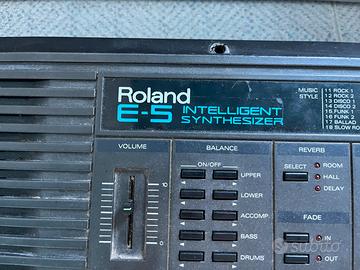 Roland
E-5 INTELLIGENT SYNTHESIZER
MUSIC STYLE
11 ROCK 1
12 ROCK 2
13 DISCO 1
14 DISCO 2
15 FUNK 1
16 FUNK 2
17 BALLAD
18 SLOW RO
VOLUME
10
0
BALANCE
ON/OFF
UPPER
LOWER
ACCOMP.
BASS
DRUMS
REVERB
SELECT
ROOM
HALL
DELAY
FADE
IN
OUT
subito